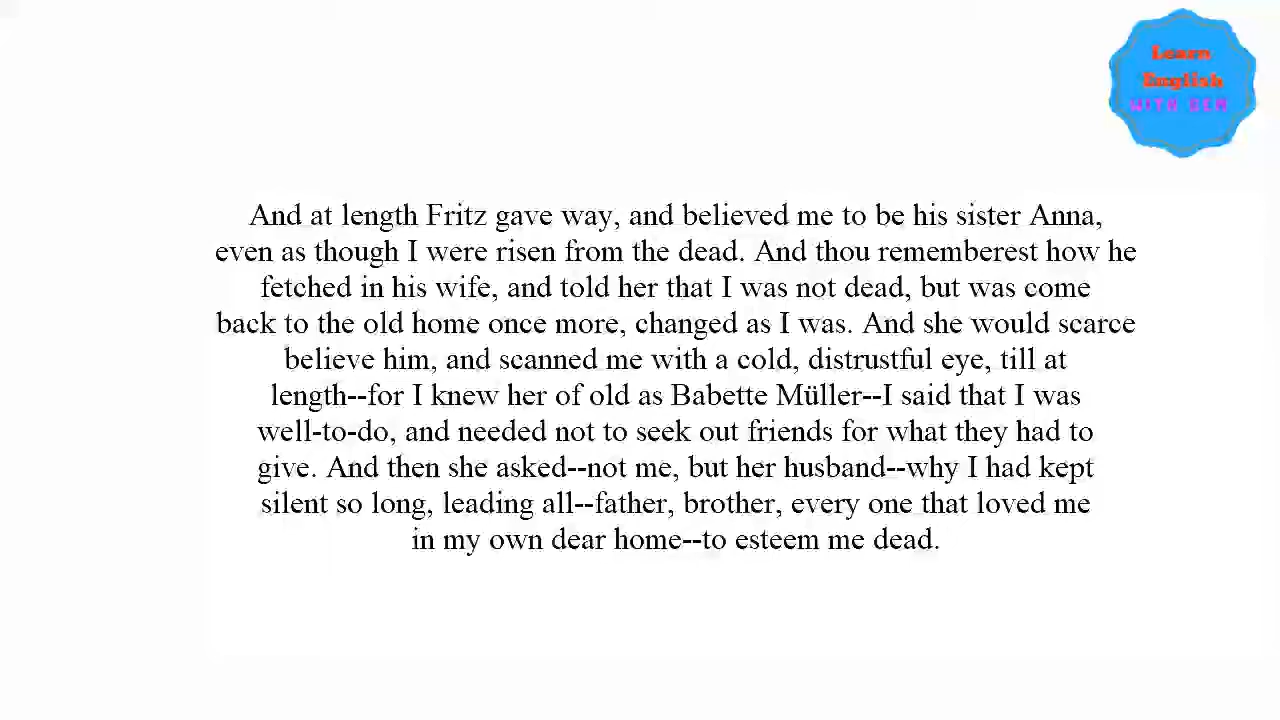 Learn
English
WITH GEM
And at length Fritz gave way, and believed me to be his sister Anna,
even as though I were risen from the dead. And thou rememberest how he
fetched in his wife, and told her that I was not dead, but was come
back to the old home once more, changed as I was. And she would scarce
believe him, and scanned me with a cold, distrustful eye, till at
length--for I knew her of old as Babette Müller--I said that I was
well-to-do, and needed not to seek out friends for what they had to
give. And then she asked--not me, but her husband--why I had kept
silent so long, leading all--father, brother, every one that loved me
in my own dear home--to esteem me dead.